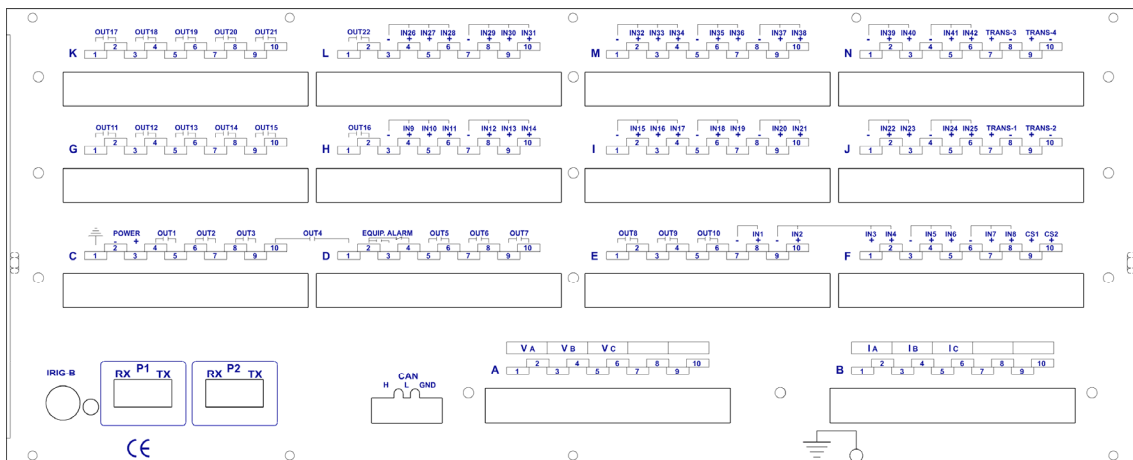 OUT17 OUT18 OUT19 OUT20 OUT21
K 1 2 3 4 5 6 7 8 9 10
OUT22 IN26 IN27 IN28 IN29 IN30 IN31
- + + + - + + +
L 1 2 3 4 5 6 7 8 9 10
IN32 IN33 IN34 IN35 IN36 IN37 IN38
- + + + - + + - + +
M 1 2 3 4 5 6 7 8 9 10
IN39 IN40 IN41 IN42 TRANS-3 TRANS-4
- + + - + + + - + -
N 1 2 3 4 5 6 7 8 9 10
OUT11 OUT12 OUT13 OUT14 OUT15
G 1 2 3 4 5 6 7 8 9 10
OUT16 IN9 IN10 IN11 IN12 IN13 IN14
- + + + - + + +
H 1 2 3 4 5 6 7 8 9 10
IN15 IN16 IN17 IN18 IN19 IN20 IN21
- + + + - + + - + +
I 1 2 3 4 5 6 7 8 9 10
IN22 IN23 IN24 IN25 TRANS-1 TRANS-2
- + + - + + + - + -
J 1 2 3 4 5 6 7 8 9 10
POWER OUT1 OUT2 OUT3 OUT4
- +
C 2 3 4 5 6 7 8 9 10
EQUIP. ALARM OUT5 OUT6 OUT7
D 1 2 3 4 5 6 7 8 9 10
OUT8 OUT9 OUT10 IN1 IN2
- + - +
E 1 2 3 4 5 6 7 8 9 10
IN3 IN4 IN5 IN6 IN7 IN8 CS1 CS2
+ + - + + - + + + +
F 1 2 3 4 5 6 7 8 9 10
VA VB VC
A 1 2 3 4 5 6 7 8 9 10
IA IB IC
B 1 2 3 4 5 6 7 8 9 10
IRIG-B
RX P1 TX
RX P2 TX
CAN
H L GND
CE